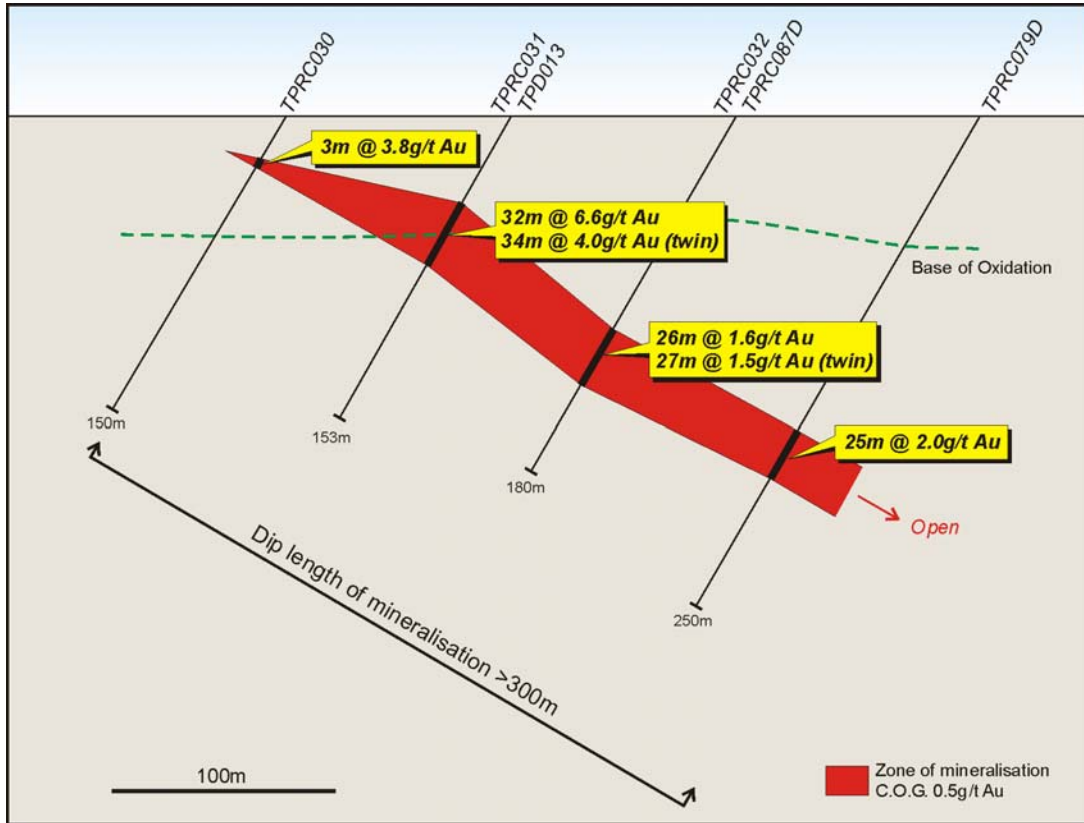 TPRC030
TPRC031
TPD013
TPRC032
TPRC087D
TPRC079D
3m @ 3.8g/t Au
32m @ 6.6g/t Au
34m @ 4.0g/t Au (twin)
Base of Oxidation
26m @ 1.6g/t Au
27m @ 1.5g/t Au (twin)
150m
153m
25m @ 2.0g/t Au
180m
Open
250m
Dip length of mineralisation >300m
100m
Zone of mineralisation
C.O.G. 0.5g/t Au